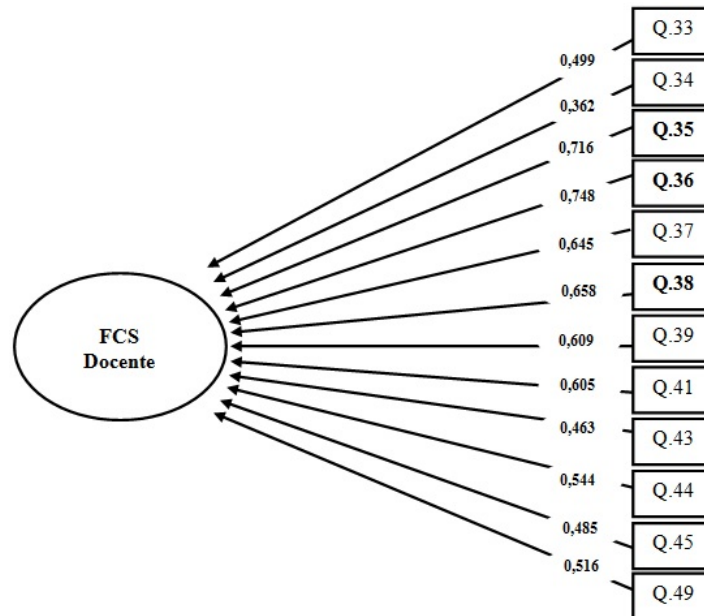 Q.33
0,499
Q.34
0,362
Q.35
0,716
Q.36
0,748
Q.37
0,645
Q.38
0,658
FCS
Docente
Q.39
0,609
Q.41
0,605
Q.43
0,463
Q.44
0,544
Q.45
0,485
Q.49
0,516